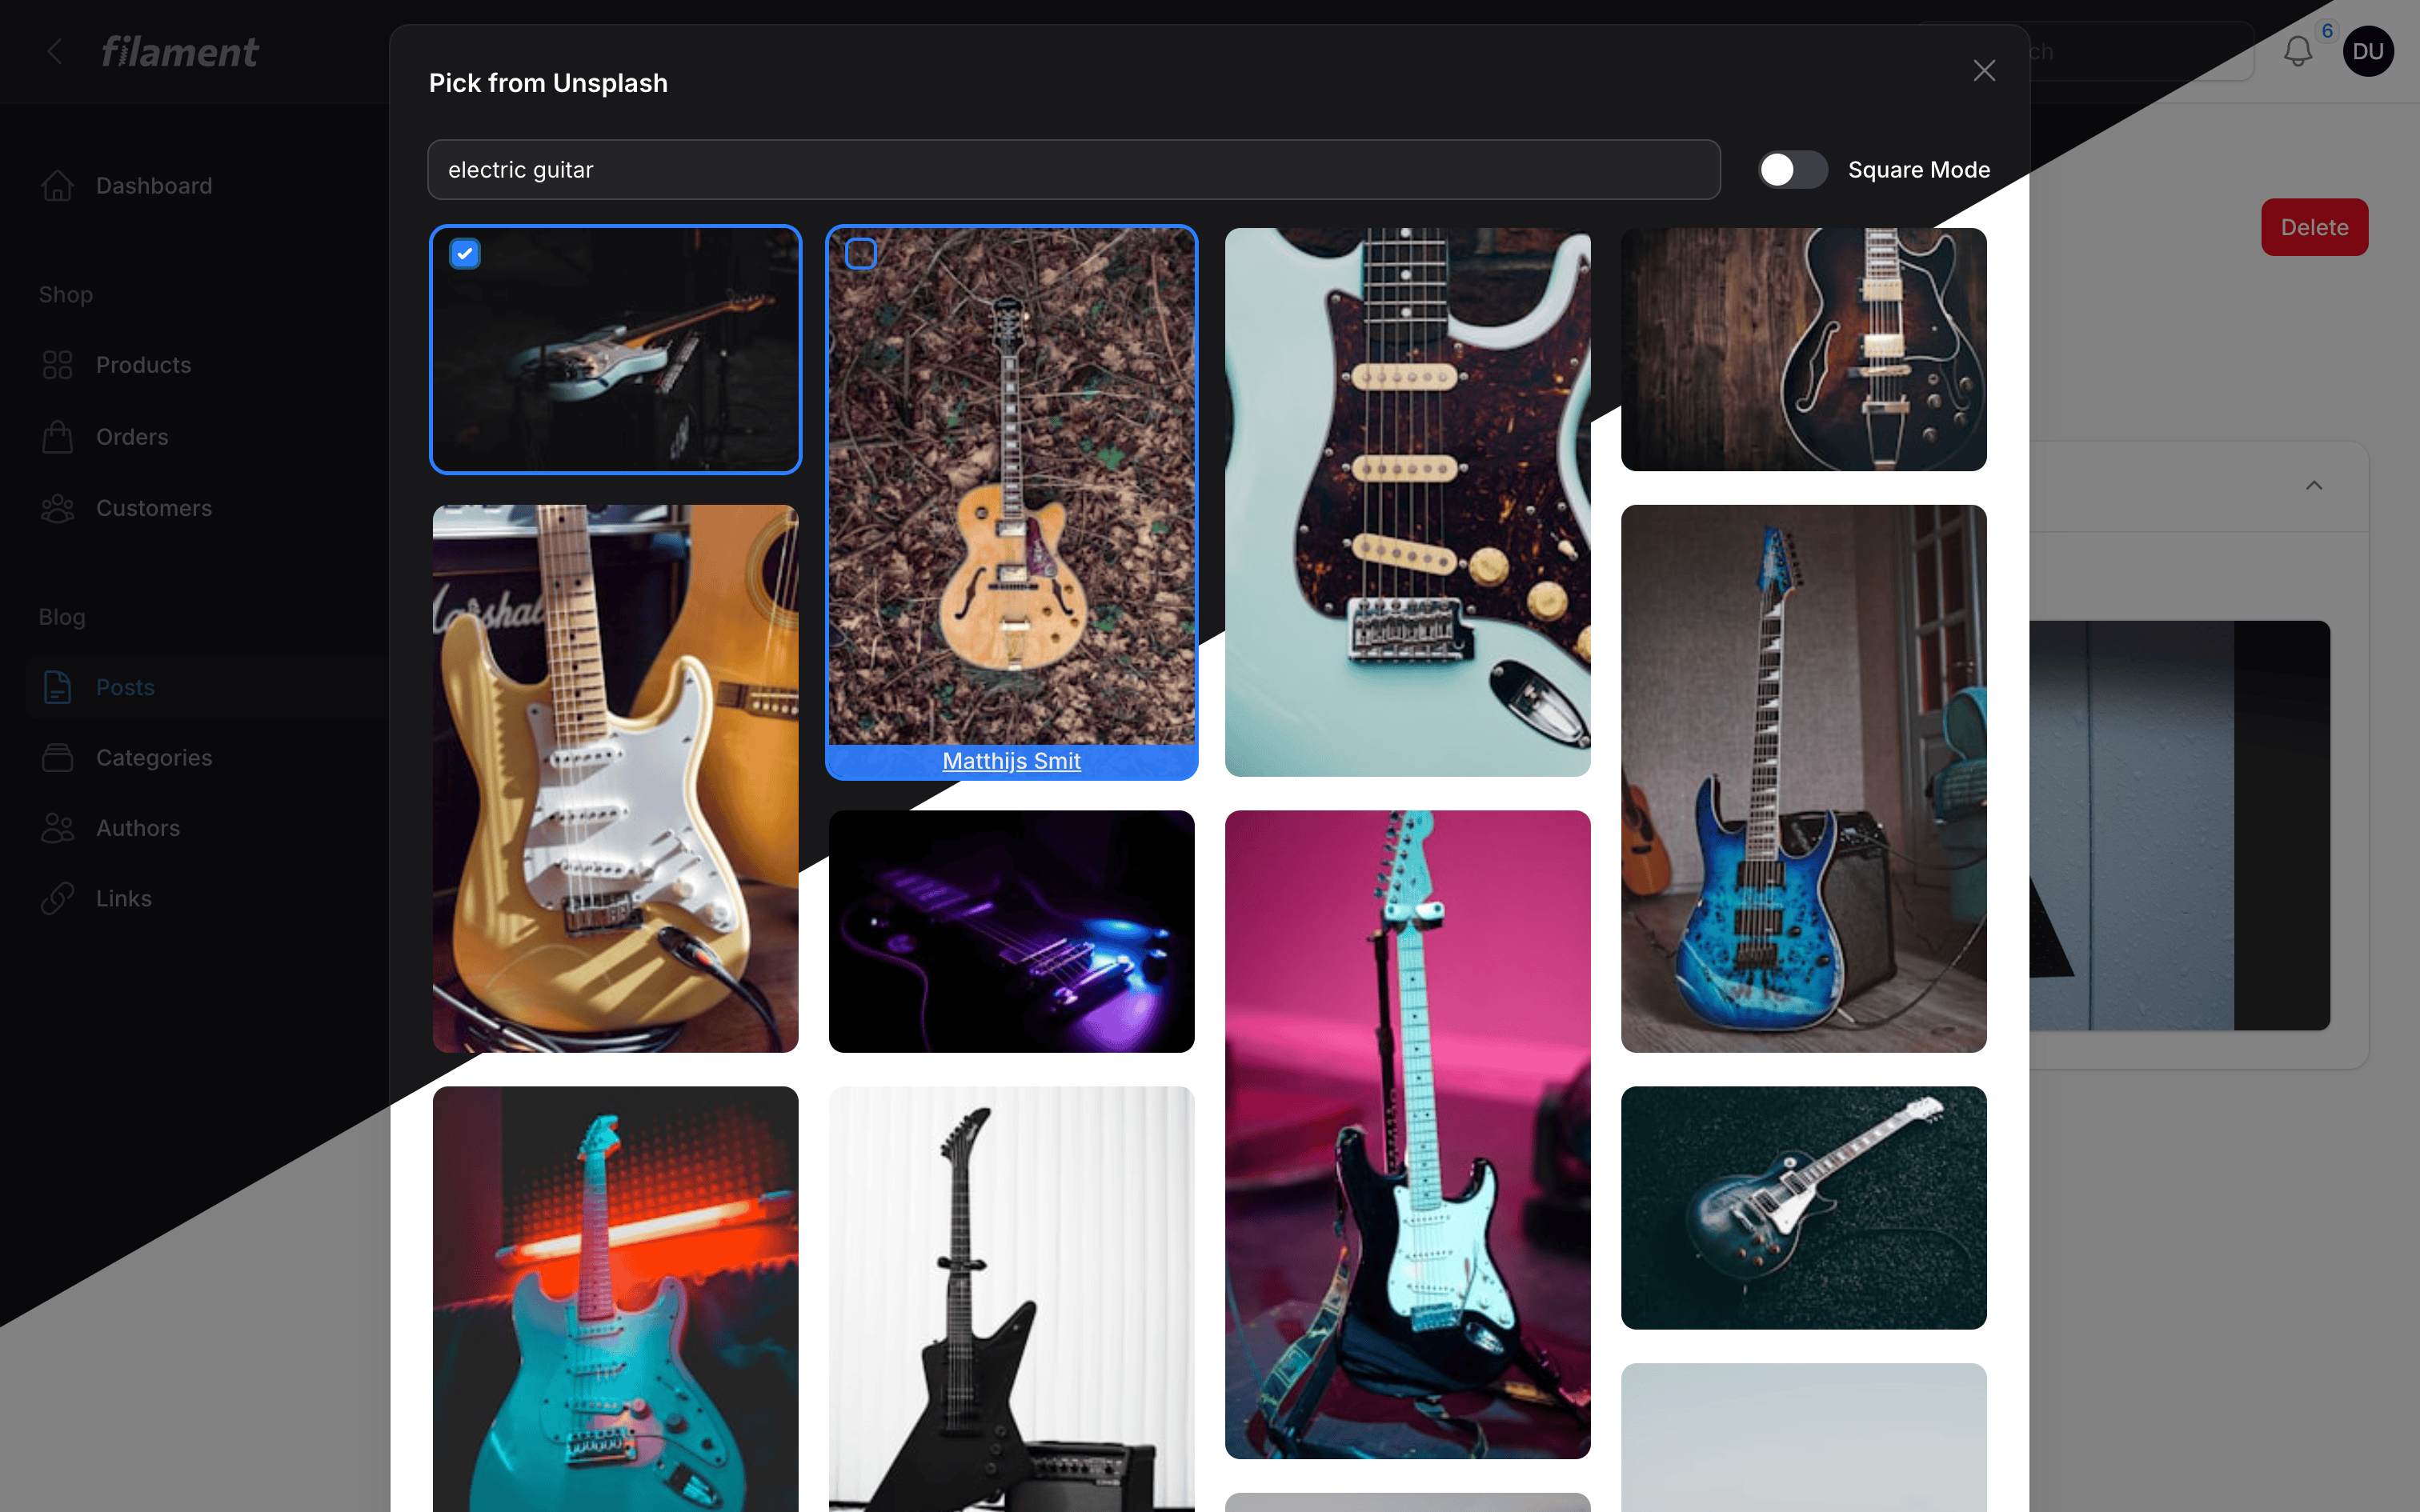 filament
Pick from Unsplash
6
DU
electric guitar
Square Mode
Dashboard
Delete
Shop
Products
Orders
Customers
Marshall
Blog
Posts
Matthijs Smit
Categories
Authors
Links